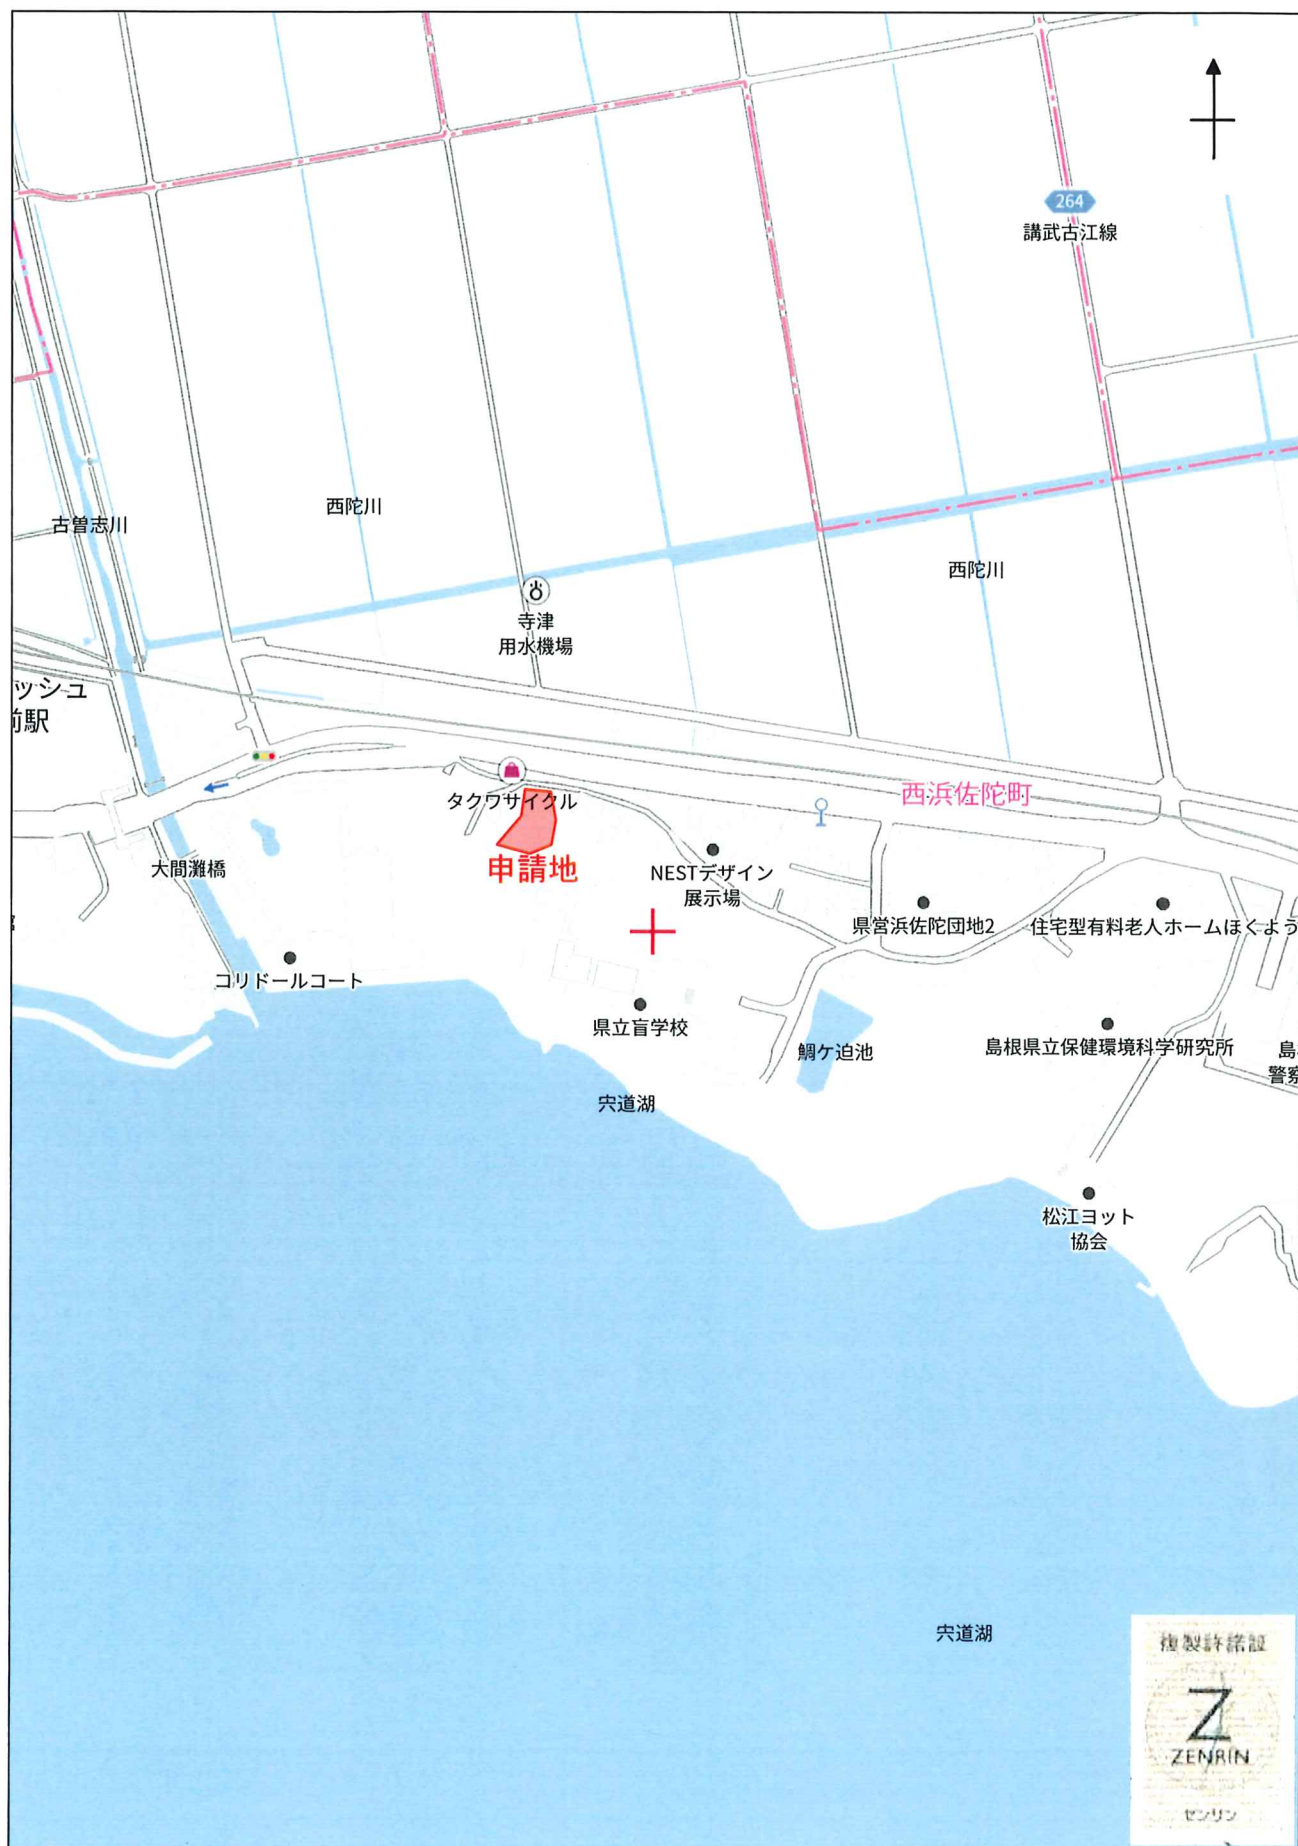 264
講武古江線
古曽志川
西陀川
西陀川
寺津
用水機場
ッシュ
前駅
西浜佐陀町
タクワサイクル
申請地
大間灘橋
NESTデザイン
展示場
県営浜佐陀団地2
住宅型有料老人ホームほくよう
コリドールコート
県立盲学校
鯛ケ迫池
島根県立保健環境科学研究所
島
警察
宍道湖
松江ヨット
協会
宍道湖
複製許諾証
Z
ZENRIN
ゼンリン